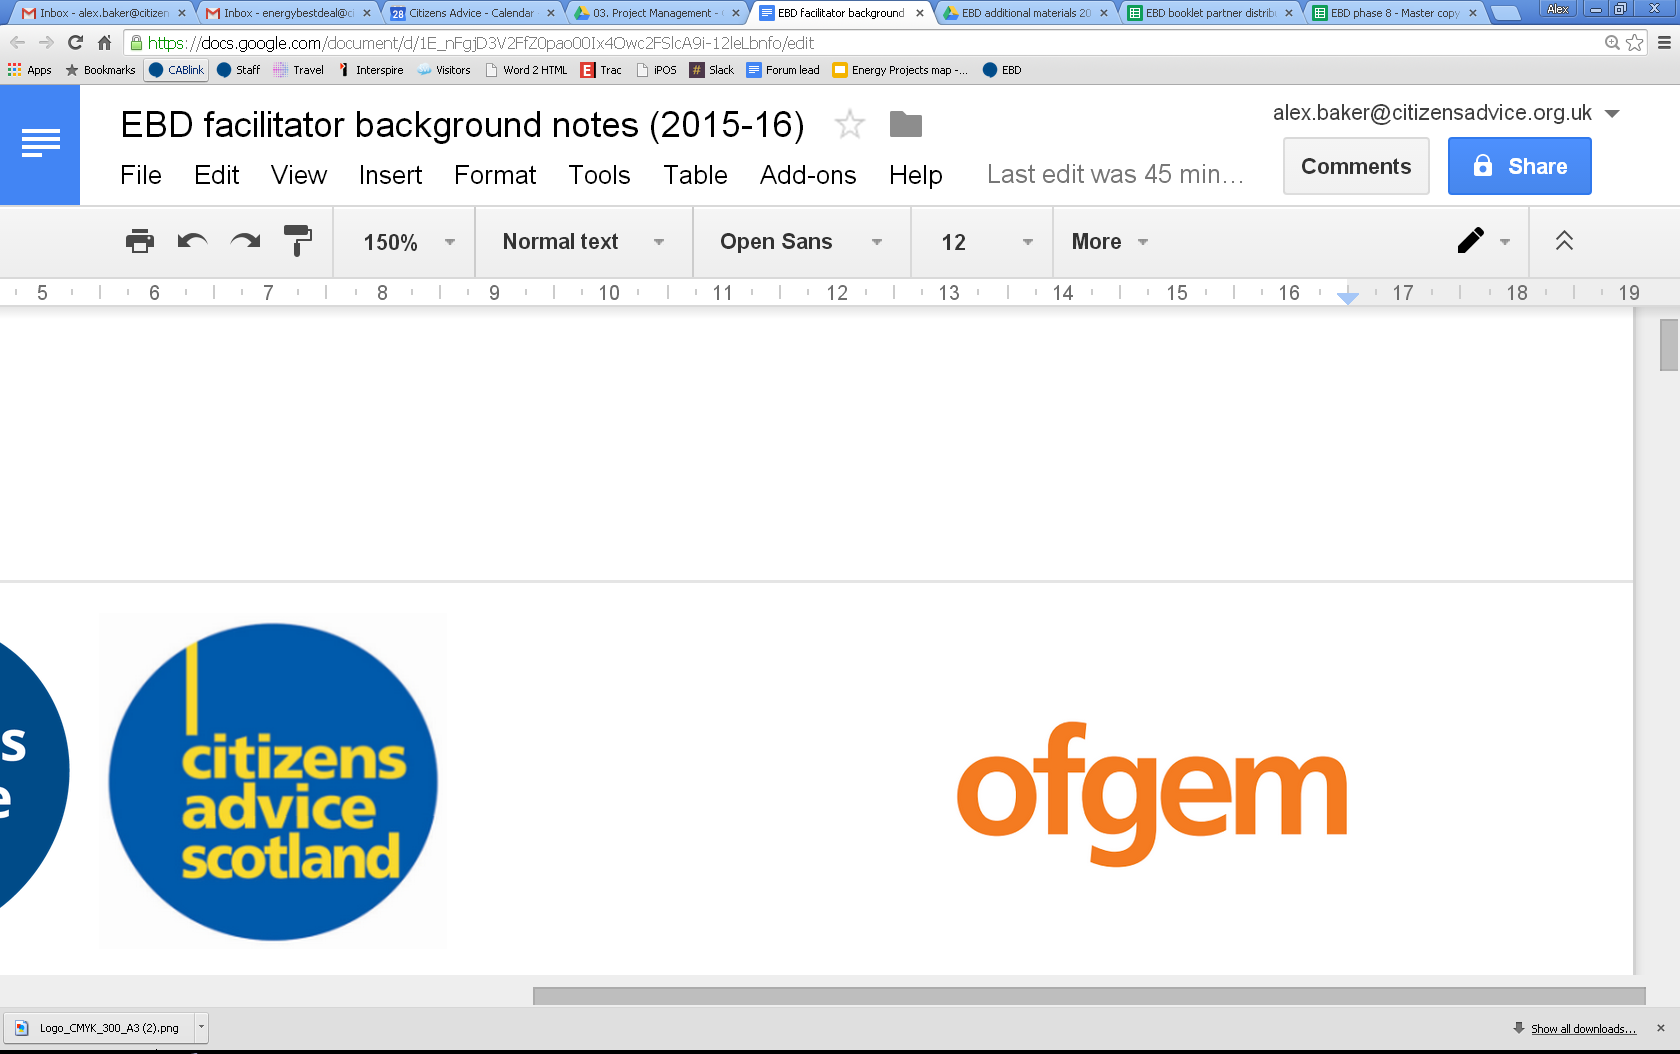 Inbox - alex.baker@citizen
Inbox - energybestdeal@ci
28 Citizens Advice - Calendar
03. Project Management -
EBD facilitator background
EBD additional materials 20
EBD booklet partner distrib
EBD phase 8 - Master copy
Alex
https://docs.google.com/document/d/1E_nFgjD3V2FfZ0pao00Ix4Owc2FSlcA9i-12leLbnfo/edit
Apps Bookmarks CABlink Staff Travel Interspire Visitors Word 2 HTML Trac iPOS Slack Forum lead Energy Projects map -... EBD
EBD facilitator background notes (2015-16)
alex.baker@citizensadvice.org.uk
File Edit View Insert Format Tools Table Add-ons Help Last edit was 45 min...
Comments Share
150% Normal text Open Sans 12 More
5 6 7 8 9 10 11 12 13 14 15 16 17 18 19
s
e
citizens
advice
scotland
ofgem
Logo_CMYK_300_A3 (2).png
Show all downloads...